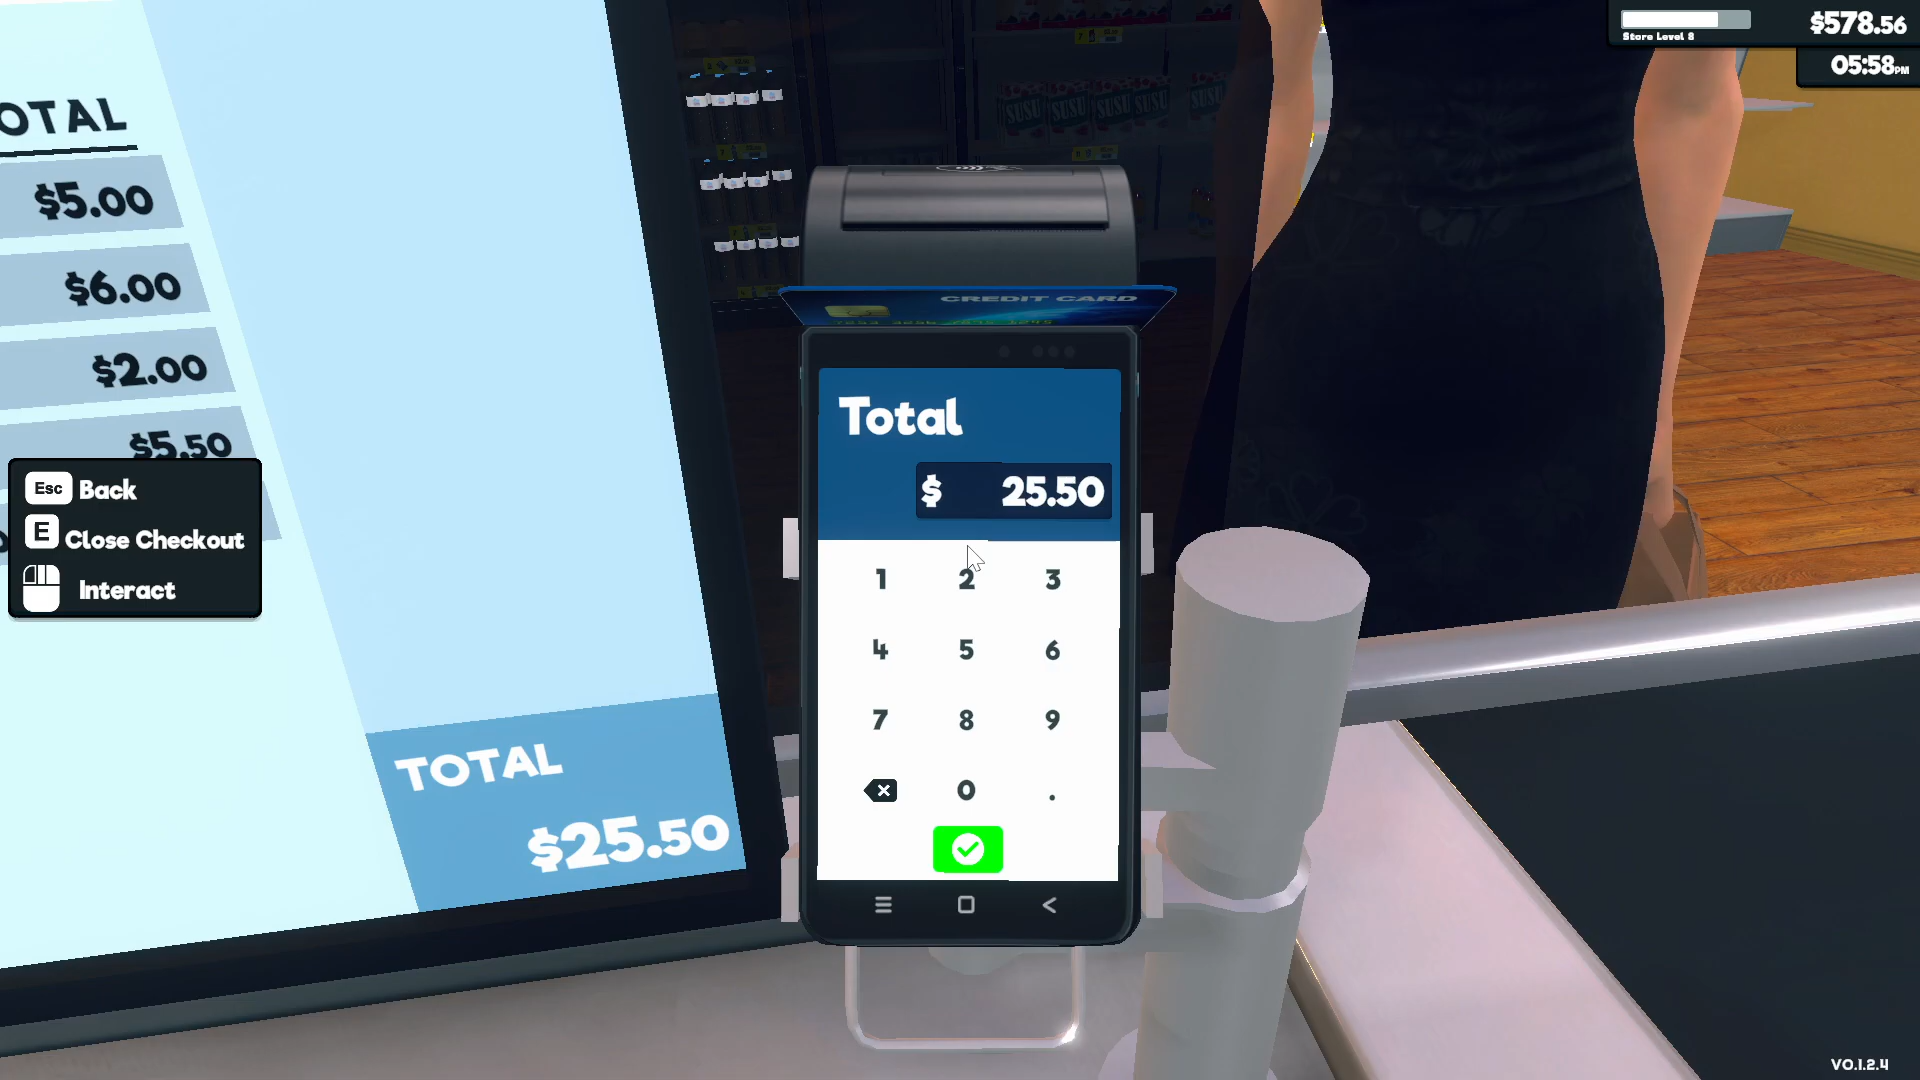 $578.56
Store Level 8
05:58PM
OTAL
$5.00
$6.00
$2.00
$5.50
Esc Back
E Close Checkout
Interact
TOTAL
$25.50
SUSU SUSU SUSU SUSU SUSU
CREDIT CARD
Total
$ 25.50
1 2 3
4 5 6
7 8 9
0 .
V0.1.2.4